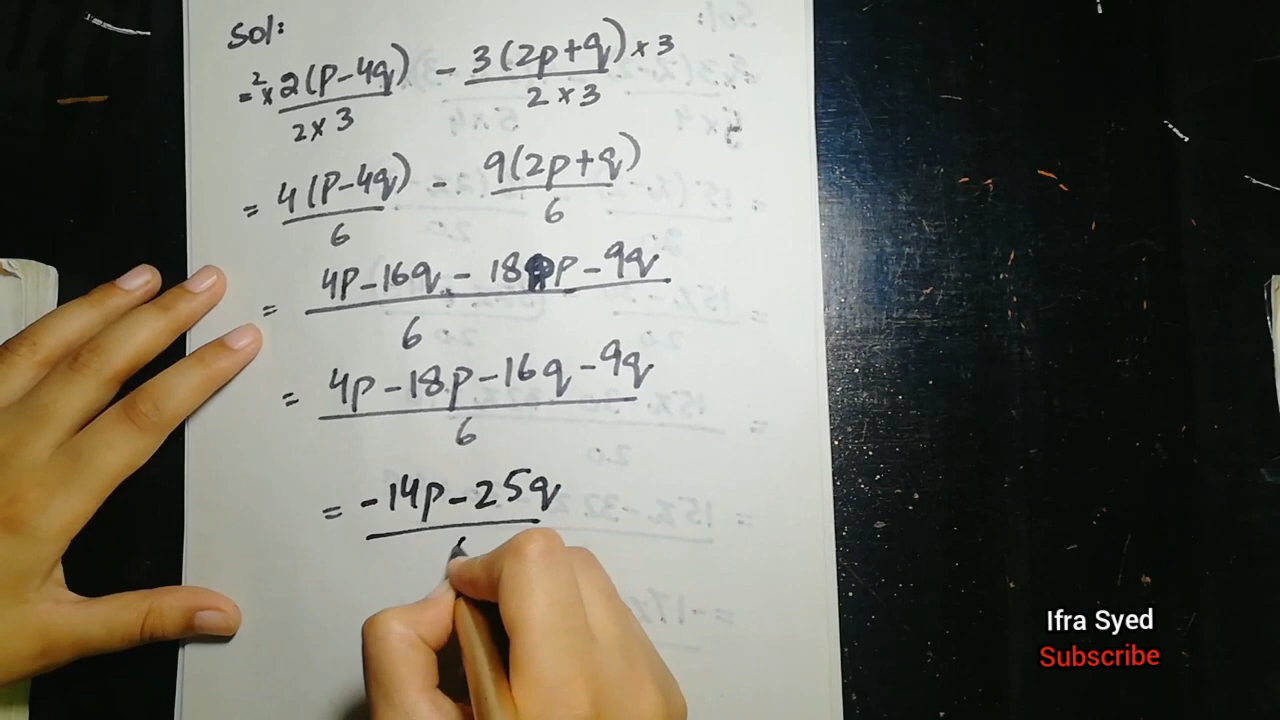 Sol:
= 2 × 2(p-4q) / 2 × 3 - 3(2p+q) × 3 / 2 × 3
= 4(p-4q) / 6 - 9(2p+q) / 6
= 4p-16q - 18p - 9q / 6
= 4p - 18p - 16q - 9q / 6
= -14p - 25q
Ifra Syed
Subscribe